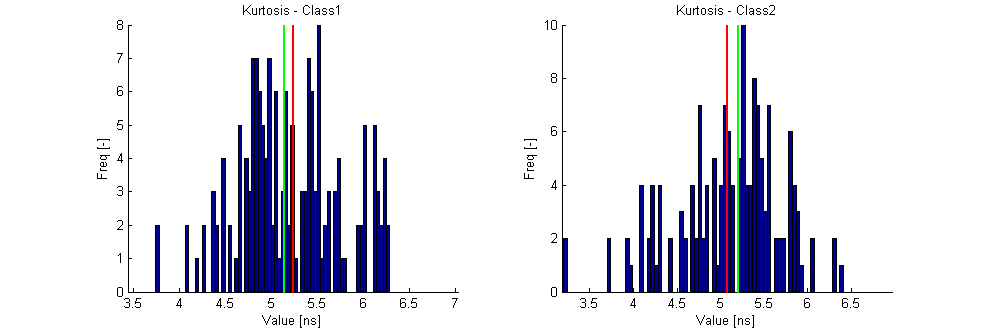 Kurtosis - Class1
8
7
6
5
4
3
2
1
0
Freq [-]
3.5 4 4.5 5 5.5 6 6.5 7
Value [ns]
Kurtosis - Class2
10
8
6
4
2
0
Freq [-]
3.5 4 4.5 5 5.5 6 6.5
Value [ns]